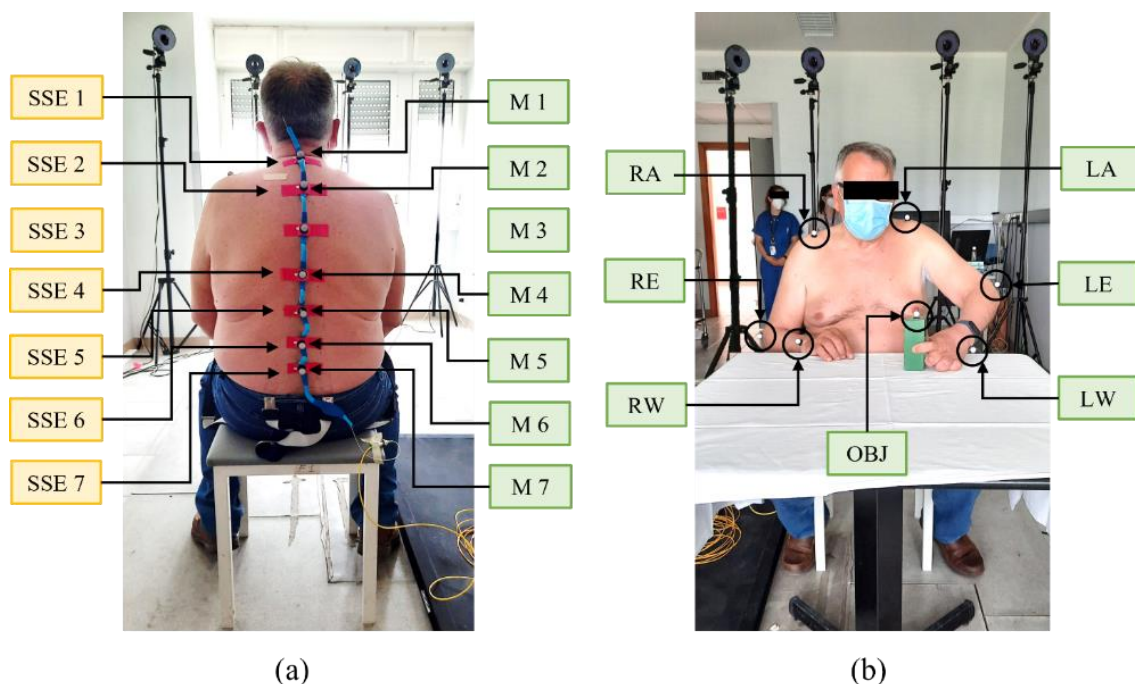 SSE 1
SSE 2
SSE 3
SSE 4
SSE 5
SSE 6
SSE 7
M 1
M 2
M 3
M 4
M 5
M 6
M 7
(a)
RA
RE
RW
OBJ
LA
LE
LW
(b)